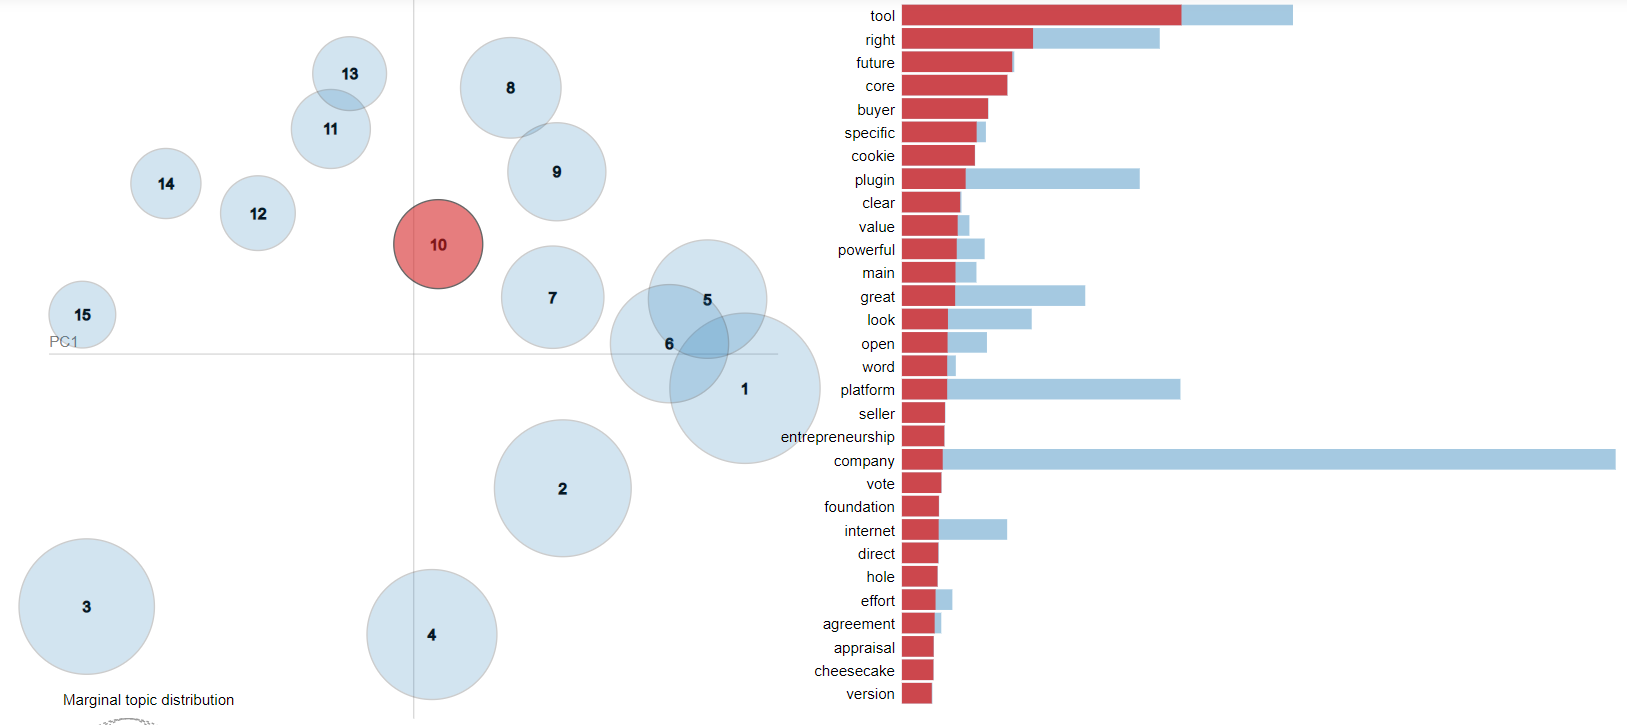 13
8
11
9
14
12
10
7
5
15
PC1
6
1
2
3
4
Marginal topic distribution
tool
right
future
core
buyer
specific
cookie
plugin
clear
value
powerful
main
great
look
open
word
platform
seller
entrepreneurship
company
vote
foundation
internet
direct
hole
effort
agreement
appraisal
cheesecake
version